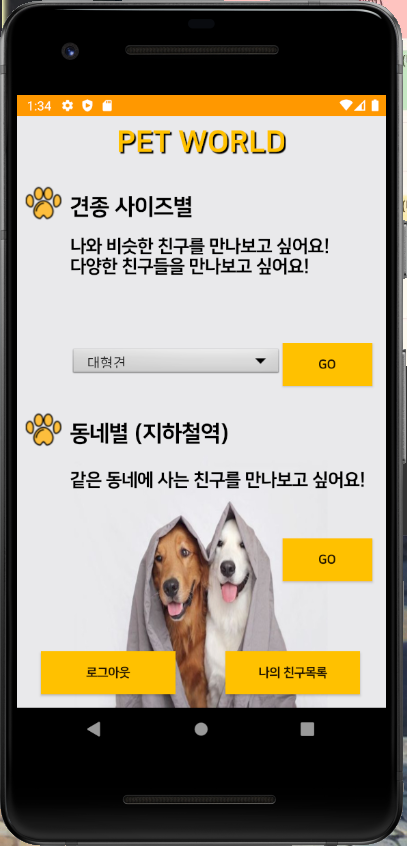 1:34
PET WORLD
견종 사이즈별
나와 비슷한 친구를 만나보고 싶어요!
다양한 친구들을 만나보고 싶어요!
대형견
GO
동네별 (지하철역)
같은 동네에 사는 친구를 만나보고 싶어요!
GO
로그아웃
나의 친구목록